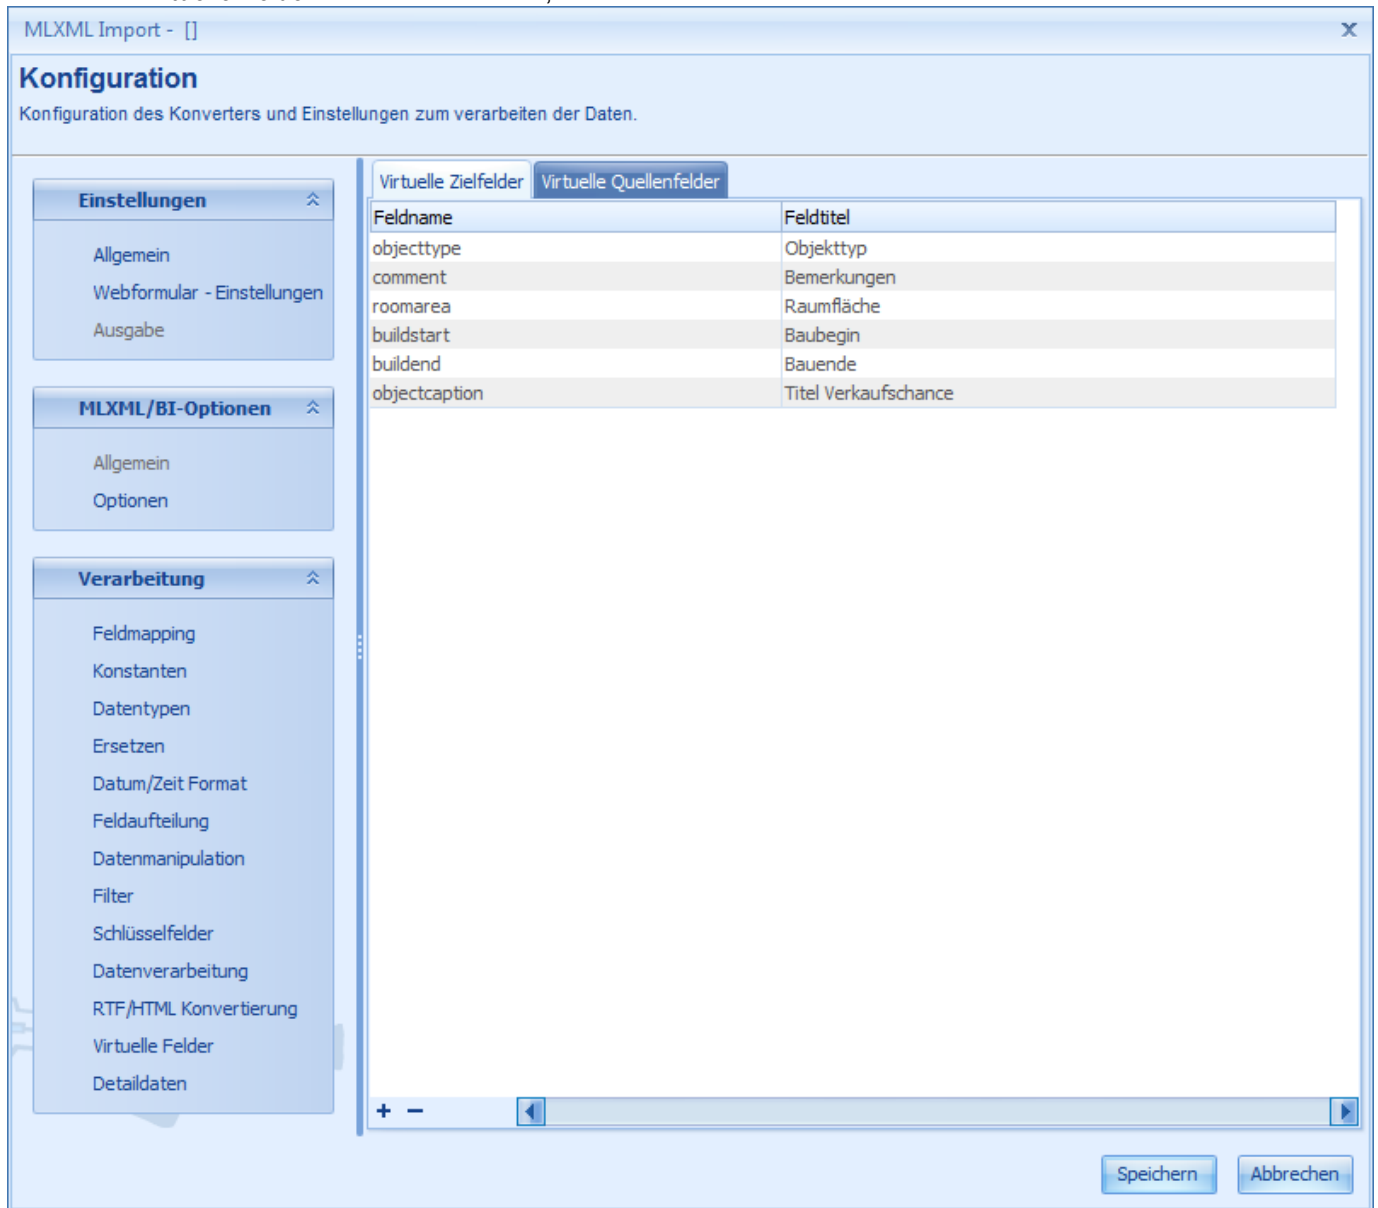 MLXML Import - []
x
Konfiguration
Konfiguration des Konverters und Einstellungen zum verarbeiten der Daten.
Einstellungen
Allgemein
Webformular - Einstellungen
Ausgabe
MLXML/BI-Optionen
Allgemein
Optionen
Verarbeitung
Feldmapping
Konstanten
Datentypen
Ersetzen
Datum/Zeit Format
Feldaufteilung
Datenmanipulation
Filter
Schlüsselfelder
Datenverarbeitung
RTF/HTML Konvertierung
Virtuelle Felder
Detaildaten
Virtuelle Zielfelder Virtuelle Quellenfelder
Feldname Feldtitel
objecttype Objekttyp
comment Bemerkungen
roomarea Raumfläche
buildstart Baubegin
buildend Bauende
objectcaption Titel Verkaufschance
+ −
Speichern Abbrechen